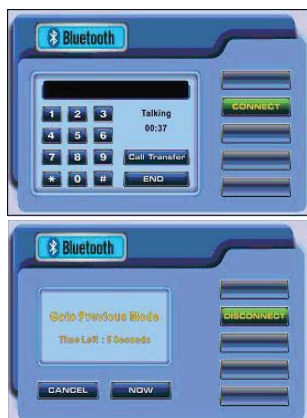 Bluetooth
1 2 3
Talking
00:37
CONNECT
4 5 6
7 8 9
Call Transfer
* 0 #
END
Bluetooth
Goto Previous Mode
Time Left : 5 Seconds
DISCONNECT
CANCEL
NOW